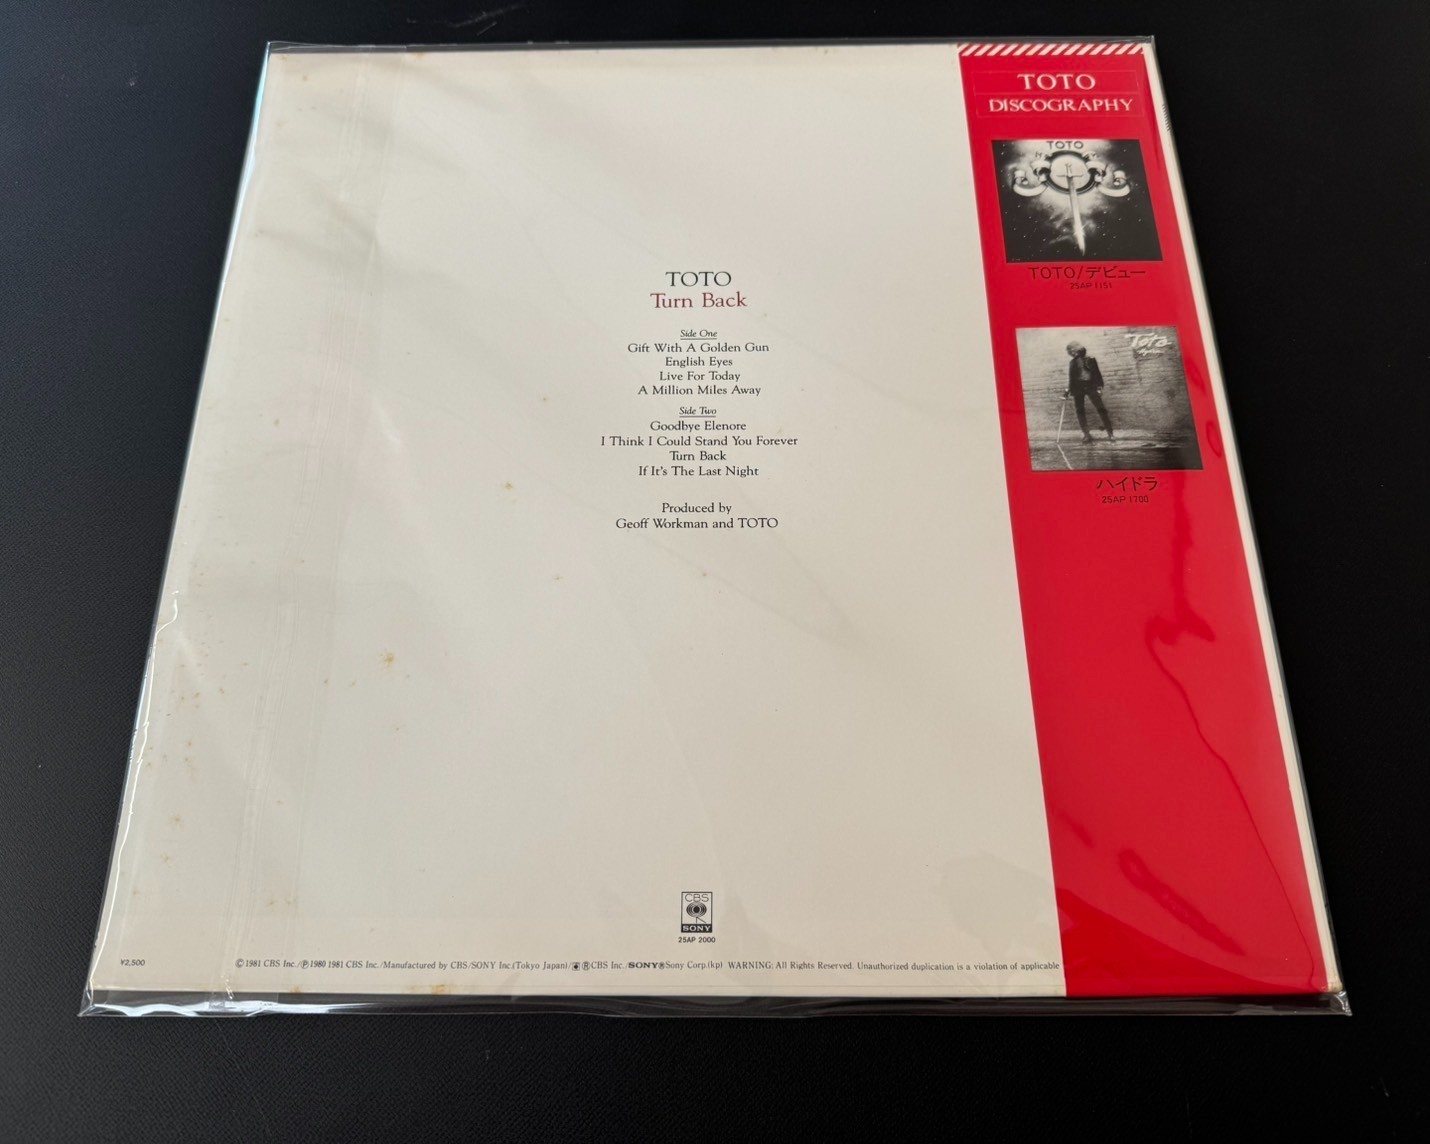 TOTO
Turn Back
Side One
Gift With A Golden Gun
English Eyes
Live For Today
A Million Miles Away
Side Two
Goodbye Elenore
I Think I Could Stand You Forever
Turn Back
If It's The Last Night
Produced by
Geoff Workman and TOTO
CBS
SONY
25AP 2000
¥2,500
©1981 CBS Inc./Ⓟ1980 1981 CBS Inc./Manufactured by CBS/SONY Inc.(Tokyo Japan)/®CBS Inc./SONY®Sony Corp.(kp) WARNING: All Rights Reserved. Unauthorized duplication is a violation of applicable
TOTO
DISCOGRAPHY
TOTO
TOTO/デビュー
25AP 1151
Toto
Hydra
ハイドラ
25AP 1700